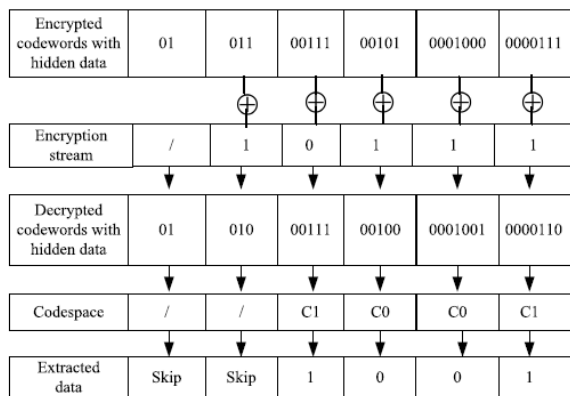 Encrypted codewords with hidden data 01 011 00111 00101 0001000 0000111
Encryption stream / 1 0 1 1 1
Decrypted codewords with hidden data 01 010 00111 00100 0001001 0000110
Codespace / / C1 C0 C0 C1
Extracted data Skip Skip 1 0 0 1